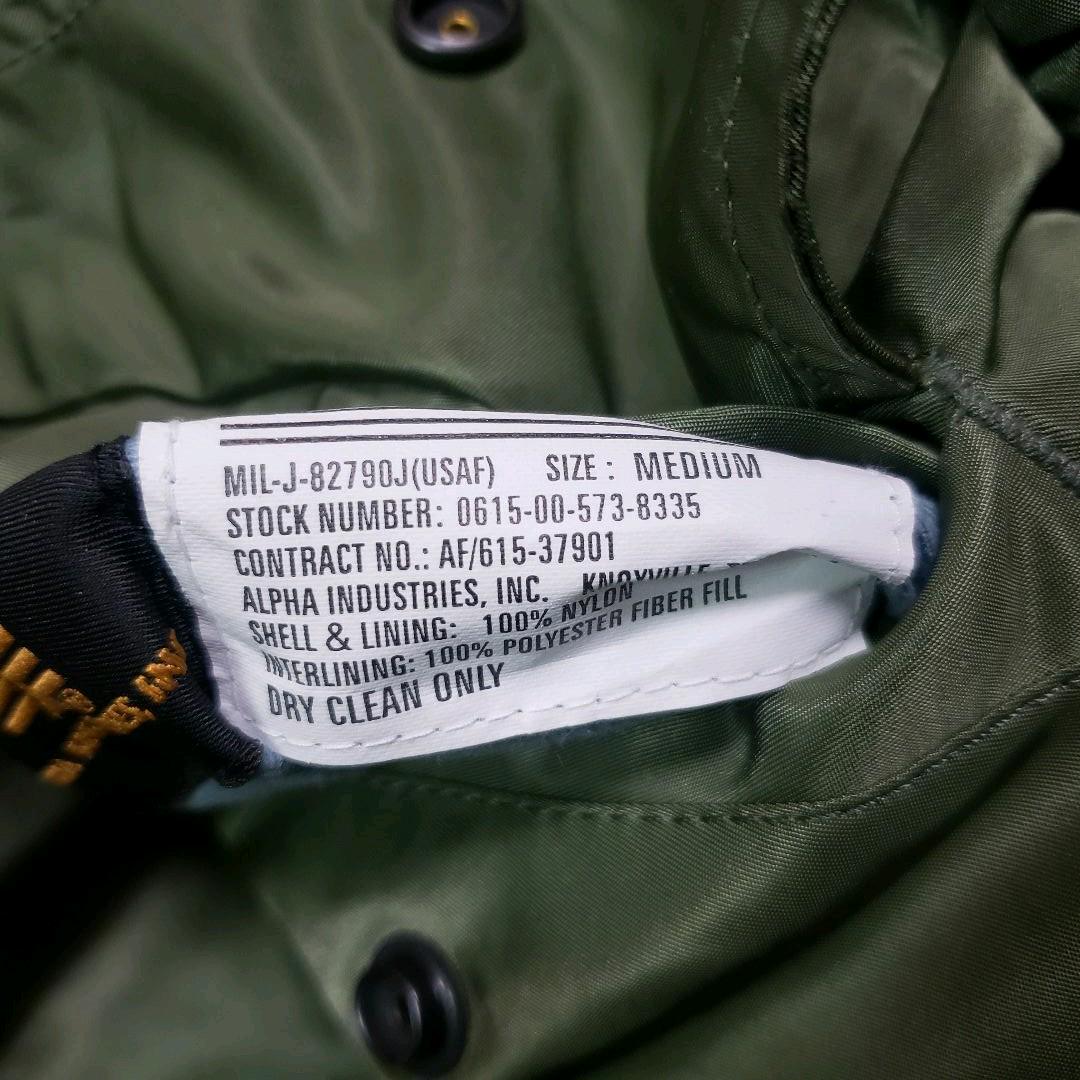 MIL-J-82790J(USAF) SIZE: MEDIUM
STOCK NUMBER: 0615-00-573-8335
CONTRACT NO.: AF/615-37901
ALPHA INDUSTRIES, INC. KNOXVILLE
SHELL & LINING: 100% NYLON
INTERLINING: 100% POLYESTER FIBER FILL
DRY CLEAN ONLY